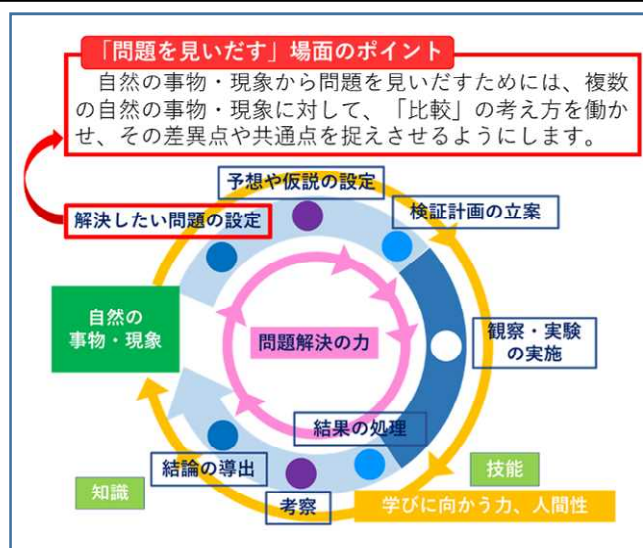 「問題を見いだす」場面のポイント
自然の事物・現象から問題を見いだすためには、複数
の自然の事物・現象に対して、「比較」の考え方を働か
せ、その差異点や共通点を捉えさせるようにします。
予想や仮説の設定
解決したい問題の設定
検証計画の立案
自然の
事物・現象
問題解決の力
観察・実験
の実施
結果の処理
結論の導出
技能
知識
考察
学びに向かう力、人間性